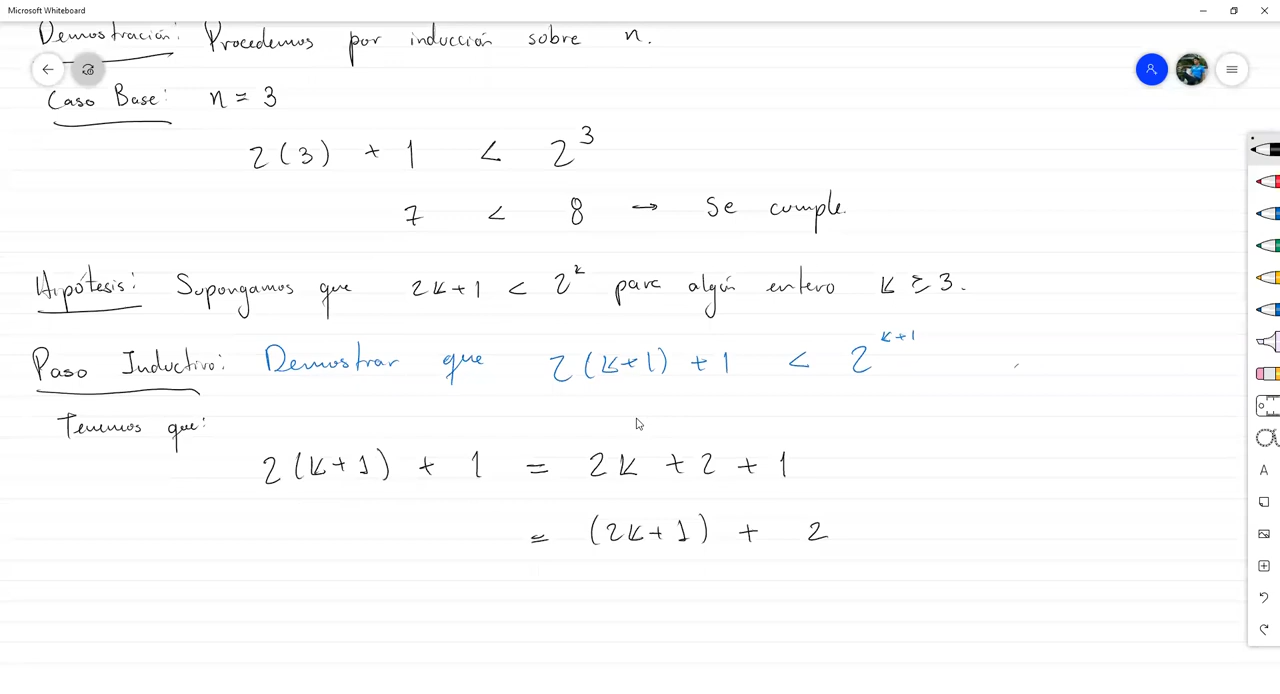 Microsoft Whiteboard
Demostración: Procedemos por inducción sobre n.
Caso Base: n = 3
2(3) + 1 < 2^3
7 < 8 → Se cumple.
Hipótesis: Supongamos que 2k+1 < 2^k para algún entero k ≥ 3.
Paso Inductivo: Demostrar que 2(k+1) + 1 < 2^{k+1}
Tenemos que:
2(k+1) + 1 = 2k + 2 + 1
= (2k+1) + 2
A